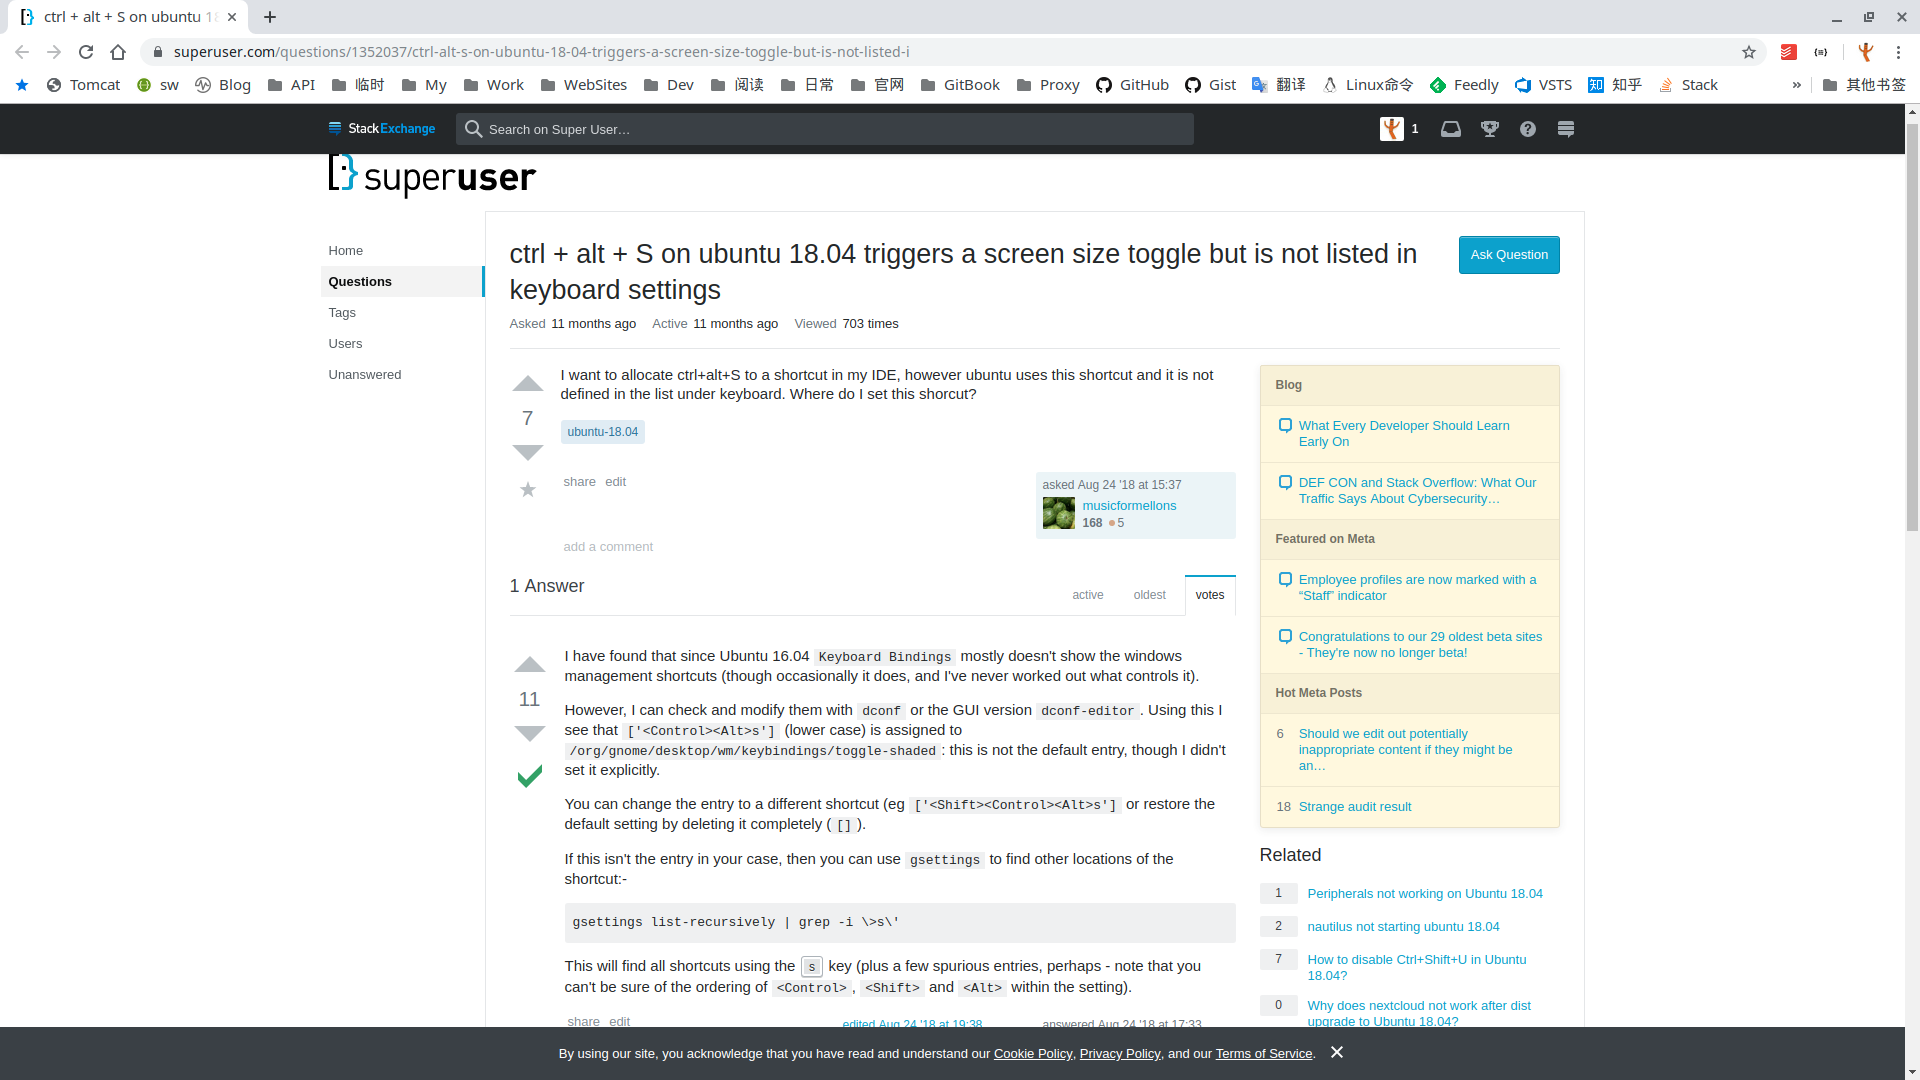 ctrl + alt + S on ubuntu 18
superuser.com/questions/1352037/ctrl-alt-s-on-ubuntu-18-04-triggers-a-screen-size-toggle-but-is-not-listed-i
Tomcat sw Blog API 临时 My Work WebSites Dev 阅读 日常 官网 GitBook Proxy GitHub Gist 翻译 Linux命令 Feedly VSTS 知乎 Stack » 其他书签
StackExchange Search on Super User… 1
superuser
Home
Questions
Tags
Users
Unanswered
ctrl + alt + S on ubuntu 18.04 triggers a screen size toggle but is not listed in
keyboard settings
Ask Question
Asked 11 months ago Active 11 months ago Viewed 703 times
7
I want to allocate ctrl+alt+S to a shortcut in my IDE, however ubuntu uses this shortcut and it is not
defined in the list under keyboard. Where do I set this shorcut?
ubuntu-18.04
share edit
asked Aug 24 '18 at 15:37
musicformellons
168 5
add a comment
1 Answer
active oldest votes
11
I have found that since Ubuntu 16.04 Keyboard Bindings mostly doesn't show the windows
management shortcuts (though occasionally it does, and I've never worked out what controls it).
However, I can check and modify them with dconf or the GUI version dconf-editor. Using this I
see that ['<Control><Alt>s'] (lower case) is assigned to
/org/gnome/desktop/wm/keybindings/toggle-shaded: this is not the default entry, though I didn't
set it explicitly.
You can change the entry to a different shortcut (eg ['<Shift><Control><Alt>s'] or restore the
default setting by deleting it completely ( [] ).
If this isn't the entry in your case, then you can use gsettings to find other locations of the
shortcut:-
gsettings list-recursively | grep -i \>s\'
This will find all shortcuts using the s key (plus a few spurious entries, perhaps - note that you
can't be sure of the ordering of <Control>, <Shift> and <Alt> within the setting).
share edit
edited Aug 24 '18 at 19:38
answered Aug 24 '18 at 17:33
Blog
What Every Developer Should Learn
Early On
DEF CON and Stack Overflow: What Our
Traffic Says About Cybersecurity…
Featured on Meta
Employee profiles are now marked with a
“Staff” indicator
Congratulations to our 29 oldest beta sites
- They're now no longer beta!
Hot Meta Posts
6 Should we edit out potentially
inappropriate content if they might be
an…
18 Strange audit result
Related
1 Peripherals not working on Ubuntu 18.04
2 nautilus not starting ubuntu 18.04
7 How to disable Ctrl+Shift+U in Ubuntu
18.04?
0 Why does nextcloud not work after dist
upgrade to Ubuntu 18.04?
By using our site, you acknowledge that you have read and understand our Cookie Policy, Privacy Policy, and our Terms of Service.